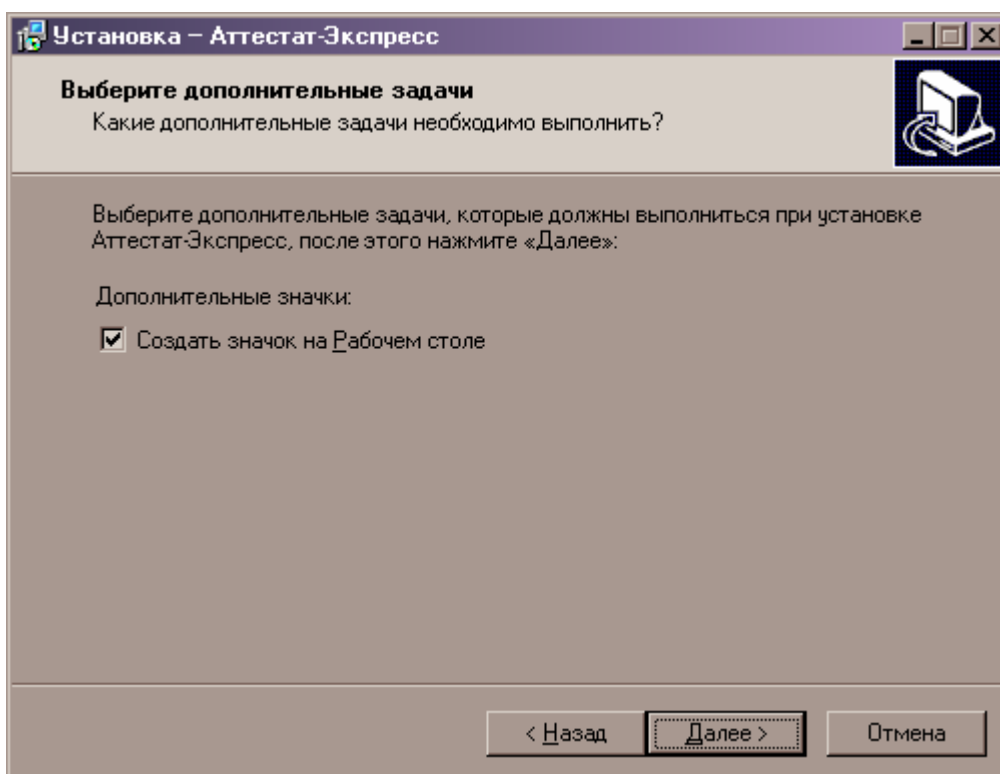 Установка – Аттестат-Экспресс
Выберите дополнительные задачи
Какие дополнительные задачи необходимо выполнить?
Выберите дополнительные задачи, которые должны выполниться при установке
Аттестат-Экспресс, после этого нажмите «Далее»:
Дополнительные значки:
Создать значок на Рабочем столе
< Назад
Далее >
Отмена